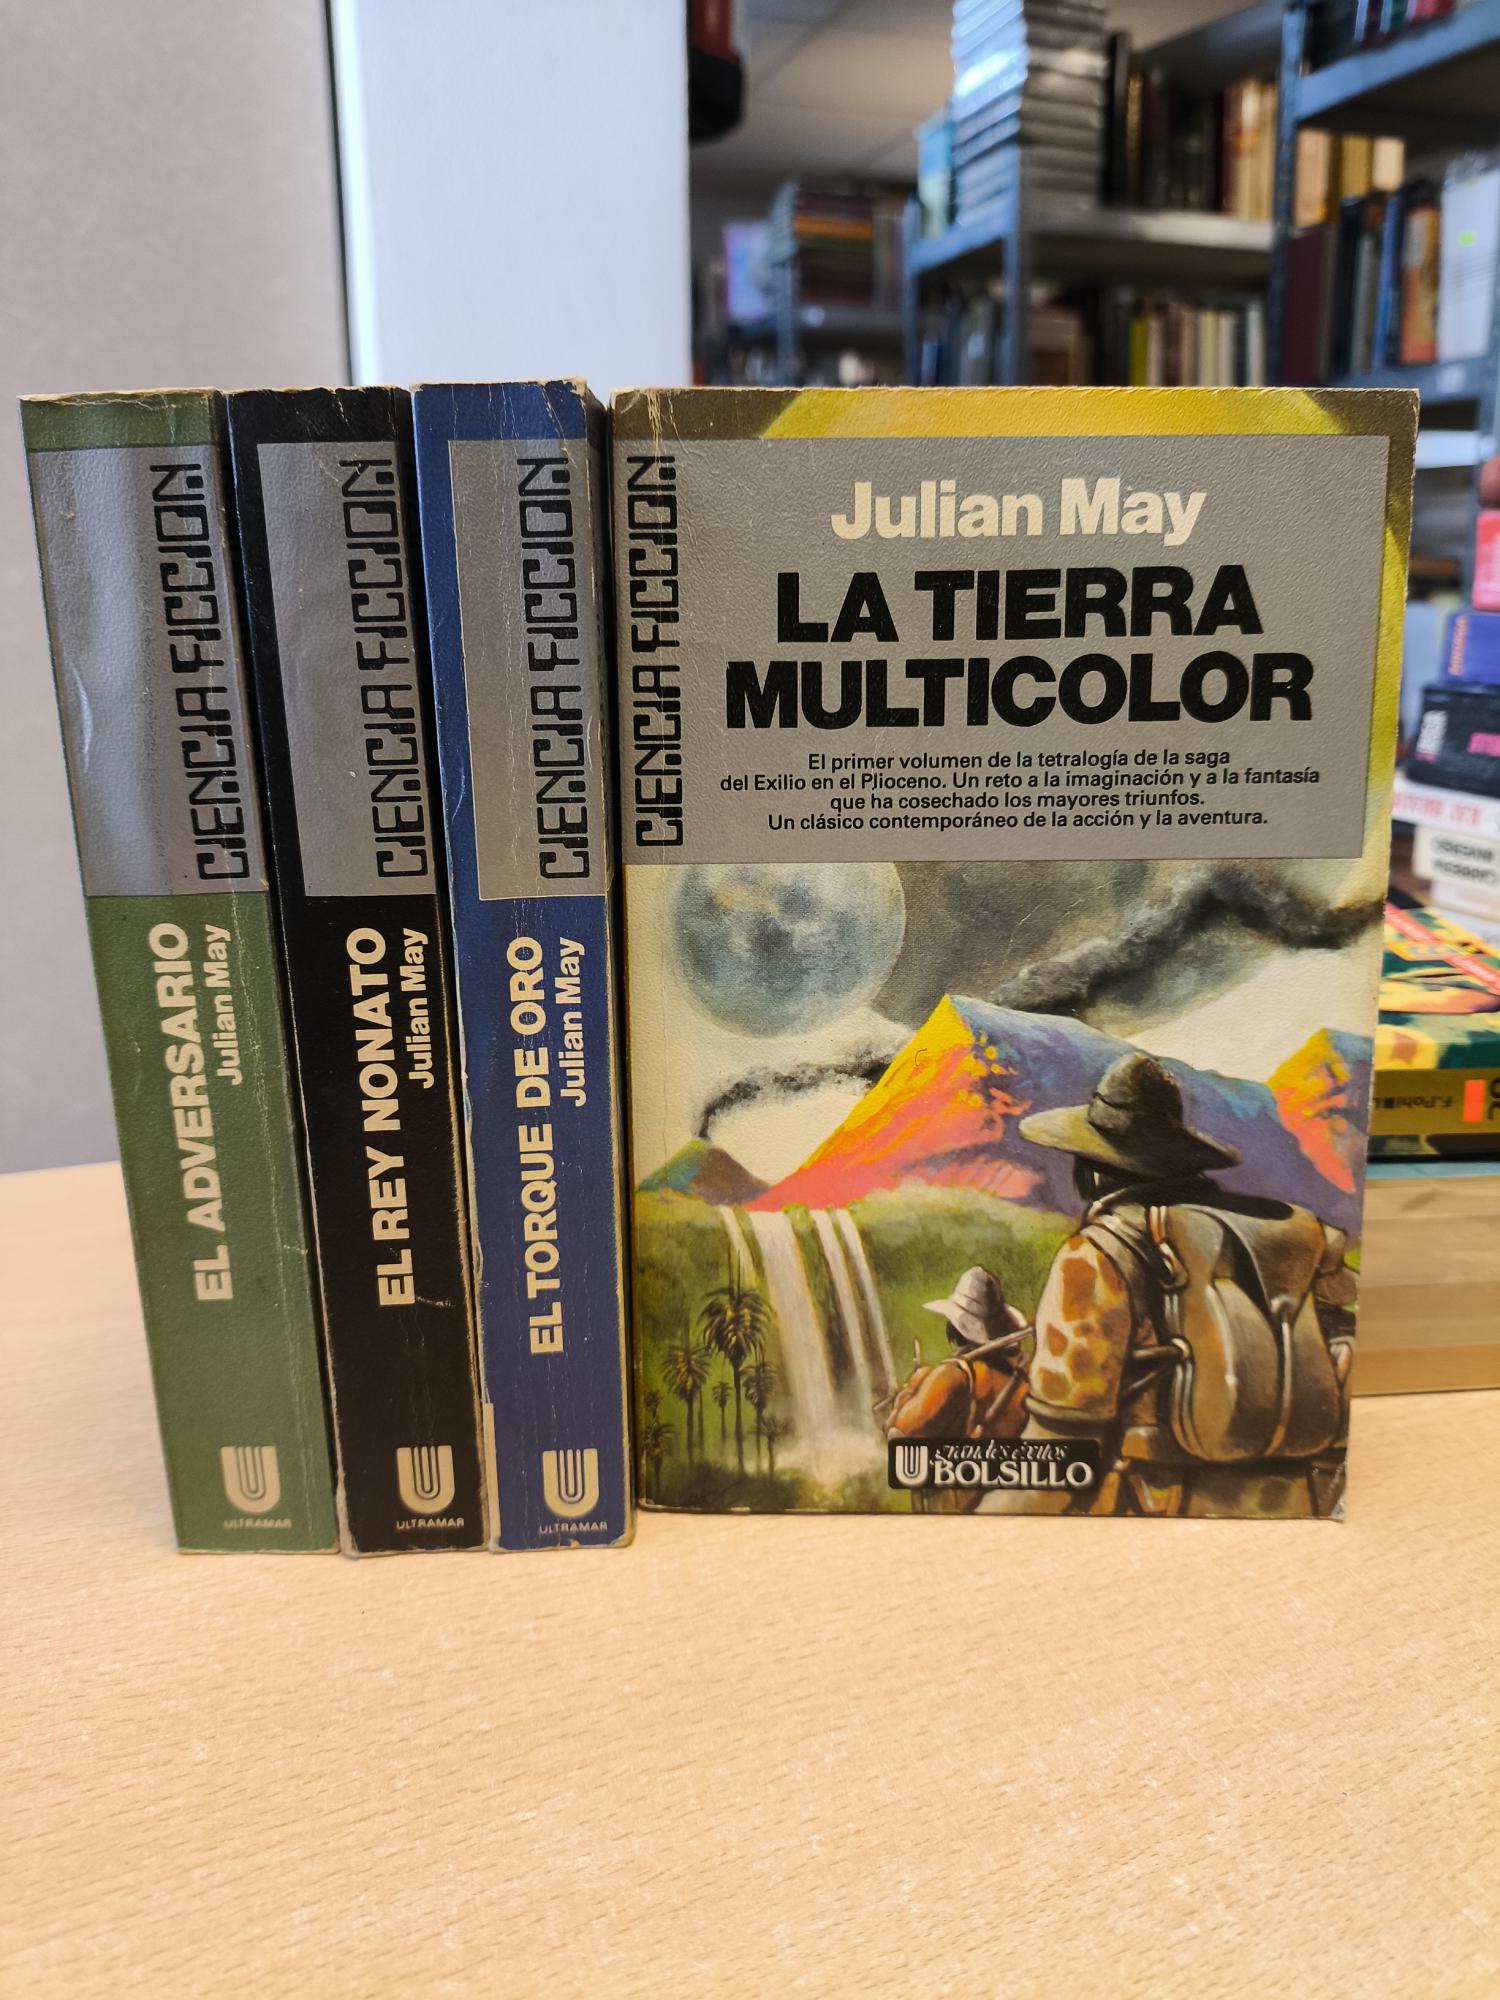 CIENCIA FICCION
EL ADVERSARIO
Julian May
ULTRAMAR
CIENCIA FICCION
EL REY NONATO
Julian May
ULTRAMAR
CIENCIA FICCION
EL TORQUE DE ORO
Julian May
ULTRAMAR
CIENCIA FICCION
Julian May
LA TIERRA
MULTICOLOR
El primer volumen de la tetralogía de la saga
del Exilio en el Plioceno. Un reto a la imaginación y a la fantasía
que ha cosechado los mayores triunfos.
Un clásico contemporáneo de la acción y la aventura.
grandes éxitos
BOLSILLO
F. Pohl